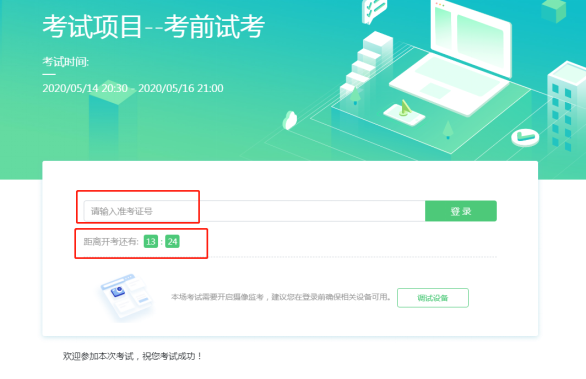 考试项目--考前试考
考试时间:
2020/05/14 20:30 2020/05/16 21:00
请输入准考证号
登 录
距离开考还有: 13 : 24
本场考试需要开启摄像监考，建议您在登录前确保相关设备可用。
调试设备
欢迎参加本次考试，祝您考试成功！